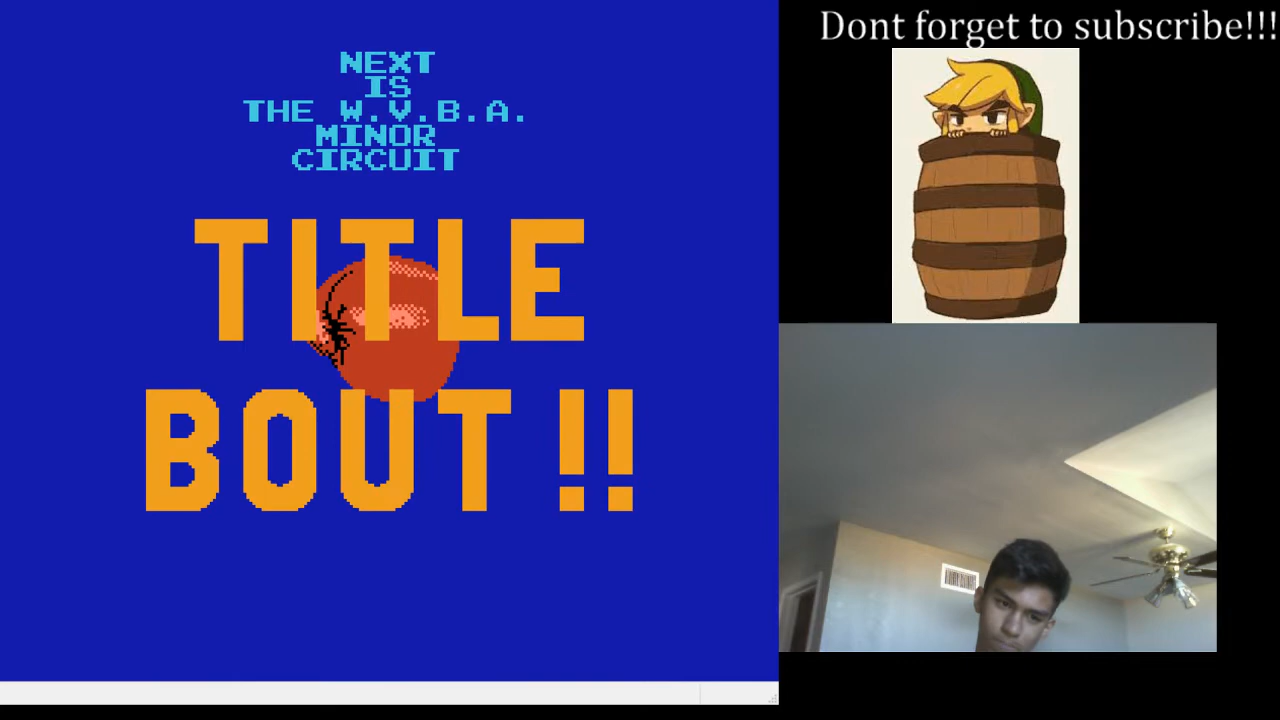 NEXT
IS
THE W.V.B.A.
MINOR
CIRCUIT
TITLE
BOUT!!
Dont forget to subscribe!!!